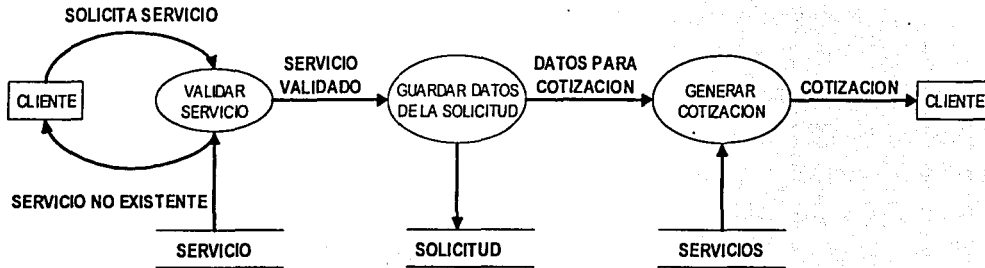 SOLICITA SERVICIO
CLIENTE
VALIDAR
SERVICIO
SERVICIO
VALIDADO
GUARDAR DATOS
DE LA SOLICITUD
DATOS PARA
COTIZACION
GENERAR
COTIZACION
COTIZACION
CLIENTE
SERVICIO NO EXISTENTE
SERVICIO
SOLICITUD
SERVICIOS